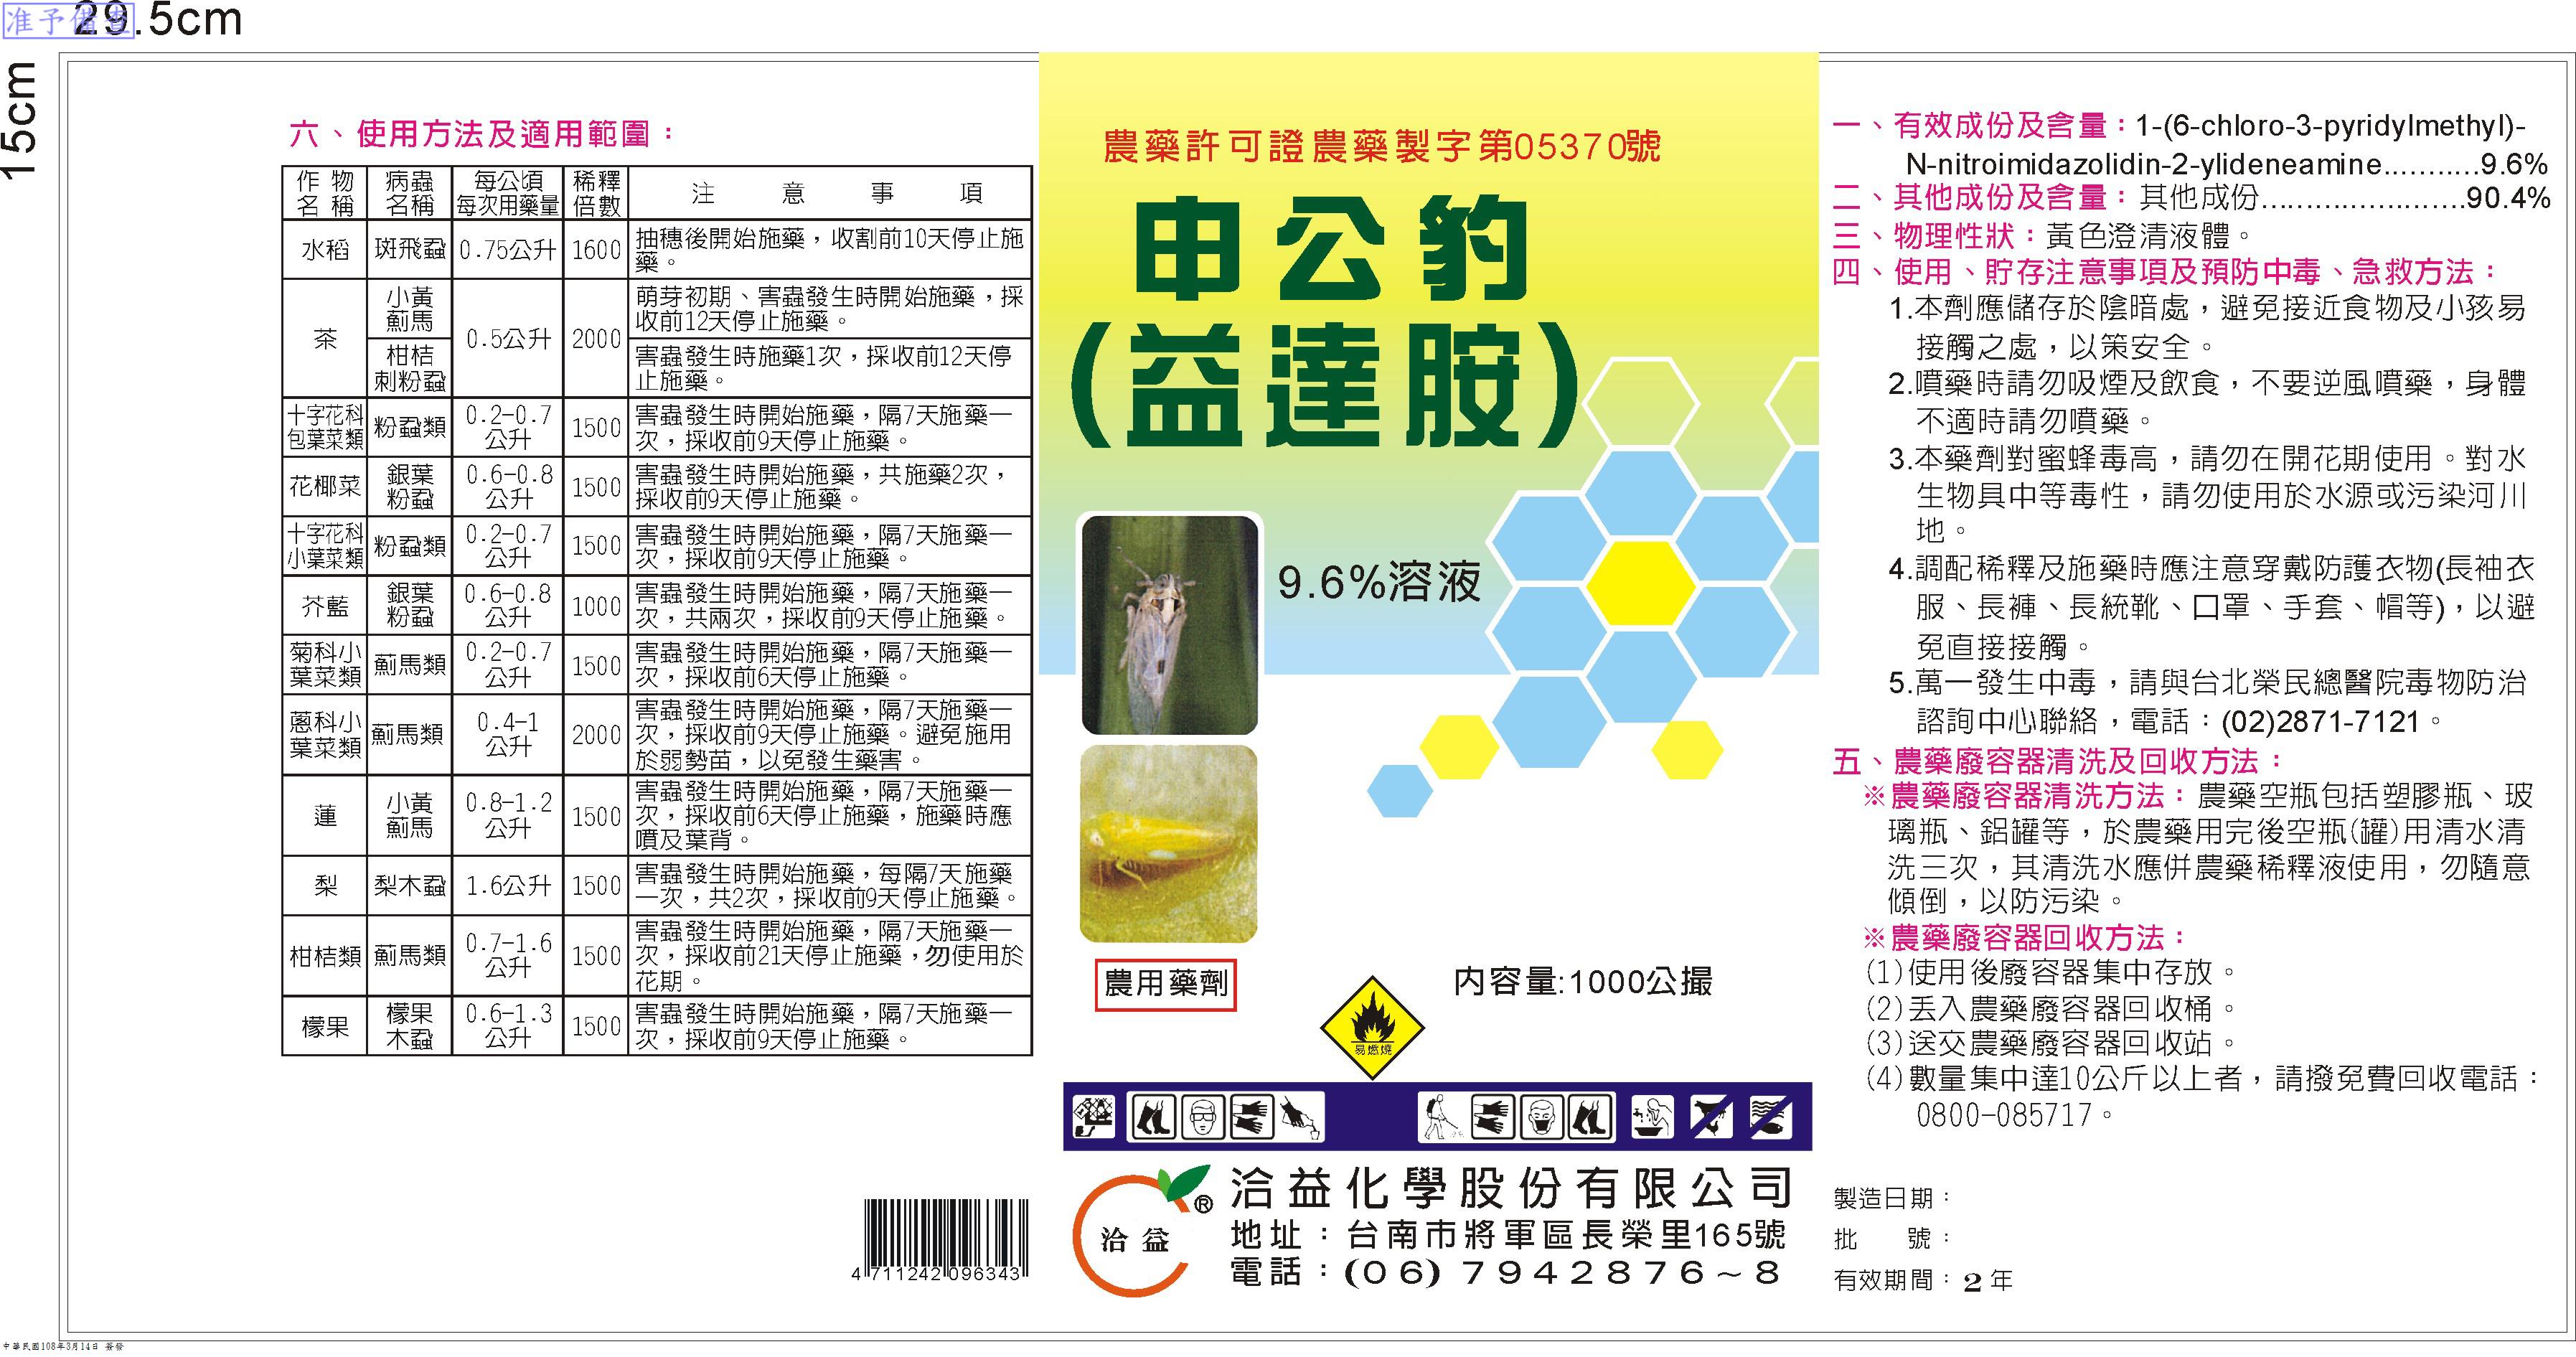 准予備查
29.5cm
15cm
六、使用方法及適用範圍：
作物名稱 病蟲名稱 每公頃每次用藥量 稀釋倍數 注意事項
水稻 斑飛蝨 0.75公升 1600 抽穗後開始施藥，收割前10天停止施藥。
茶 小黃薊馬 0.5公升 2000 萌芽初期、害蟲發生時開始施藥，採收前12天停止施藥。
柑桔刺粉蝨 害蟲發生時施藥1次，採收前12天停止施藥。
十字花科包葉菜類 粉蝨類 0.2-0.7公升 1500 害蟲發生時開始施藥，隔7天施藥一次，採收前9天停止施藥。
花椰菜 銀葉粉蝨 0.6-0.8公升 1500 害蟲發生時開始施藥，共施藥2次，採收前9天停止施藥。
十字花科小葉菜類 粉蝨類 0.2-0.7公升 1500 害蟲發生時開始施藥，隔7天施藥一次，採收前9天停止施藥。
芥藍 銀葉粉蝨 0.6-0.8公升 1000 害蟲發生時開始施藥，隔7天施藥一次，共兩次，採收前9天停止施藥。
菊科小葉菜類 薊馬類 0.2-0.7公升 1500 害蟲發生時開始施藥，隔7天施藥一次，採收前6天停止施藥。
蔥科小葉菜類 薊馬類 0.4-1公升 2000 害蟲發生時開始施藥，隔7天施藥一次，採收前9天停止施藥。避免施用於弱勢苗，以免發生藥害。
蓮 小黃薊馬 0.8-1.2公升 1500 害蟲發生時開始施藥，隔7天施藥一次，採收前6天停止施藥，施藥時應噴及葉背。
梨 梨木蝨 1.6公升 1500 害蟲發生時開始施藥，每隔7天施藥一次，共2次，採收前9天停止施藥。
柑桔類 薊馬類 0.7-1.6公升 1500 害蟲發生時開始施藥，隔7天施藥一次，採收前21天停止施藥，勿使用於花期。
檬果 檬果木蝨 0.6-1.3公升 1500 害蟲發生時開始施藥，隔7天施藥一次，採收前9天停止施藥。
4 711242 096343
農藥許可證農藥製字第05370號
申公豹
(益達胺)
9.6%溶液
農用藥劑
內容量:1000公撮
易燃燒
洽益
®
洽益化學股份有限公司
地址：台南市將軍區長榮里165號
電話：(06)7942876～8
一、有效成份及含量：1-(6-chloro-3-pyridylmethyl)-
N-nitroimidazolidin-2-ylideneamine..........9.6%
二、其他成份及含量：其他成份.......................90.4%
三、物理性狀：黃色澄清液體。
四、使用、貯存注意事項及預防中毒、急救方法：
1.本劑應儲存於陰暗處，避免接近食物及小孩易
接觸之處，以策安全。
2.噴藥時請勿吸煙及飲食，不要逆風噴藥，身體
不適時請勿噴藥。
3.本藥劑對蜜蜂毒高，請勿在開花期使用。對水
生物具中等毒性，請勿使用於水源或污染河川
地。
4.調配稀釋及施藥時應注意穿戴防護衣物(長袖衣
服、長褲、長統靴、口罩、手套、帽等)，以避
免直接接觸。
5.萬一發生中毒，請與台北榮民總醫院毒物防治
諮詢中心聯絡，電話：(02)2871-7121。
五、農藥廢容器清洗及回收方法：
※農藥廢容器清洗方法：農藥空瓶包括塑膠瓶、玻
璃瓶、鋁罐等，於農藥用完後空瓶(罐)用清水清
洗三次，其清洗水應併農藥稀釋液使用，勿隨意
傾倒，以防污染。
※農藥廢容器回收方法：
(1)使用後廢容器集中存放。
(2)丟入農藥廢容器回收桶。
(3)送交農藥廢容器回收站。
(4)數量集中達10公斤以上者，請撥免費回收電話：
0800-085717。
製造日期：
批　　號：
有效期間：2 年
中華民國108年3月14日 簽發